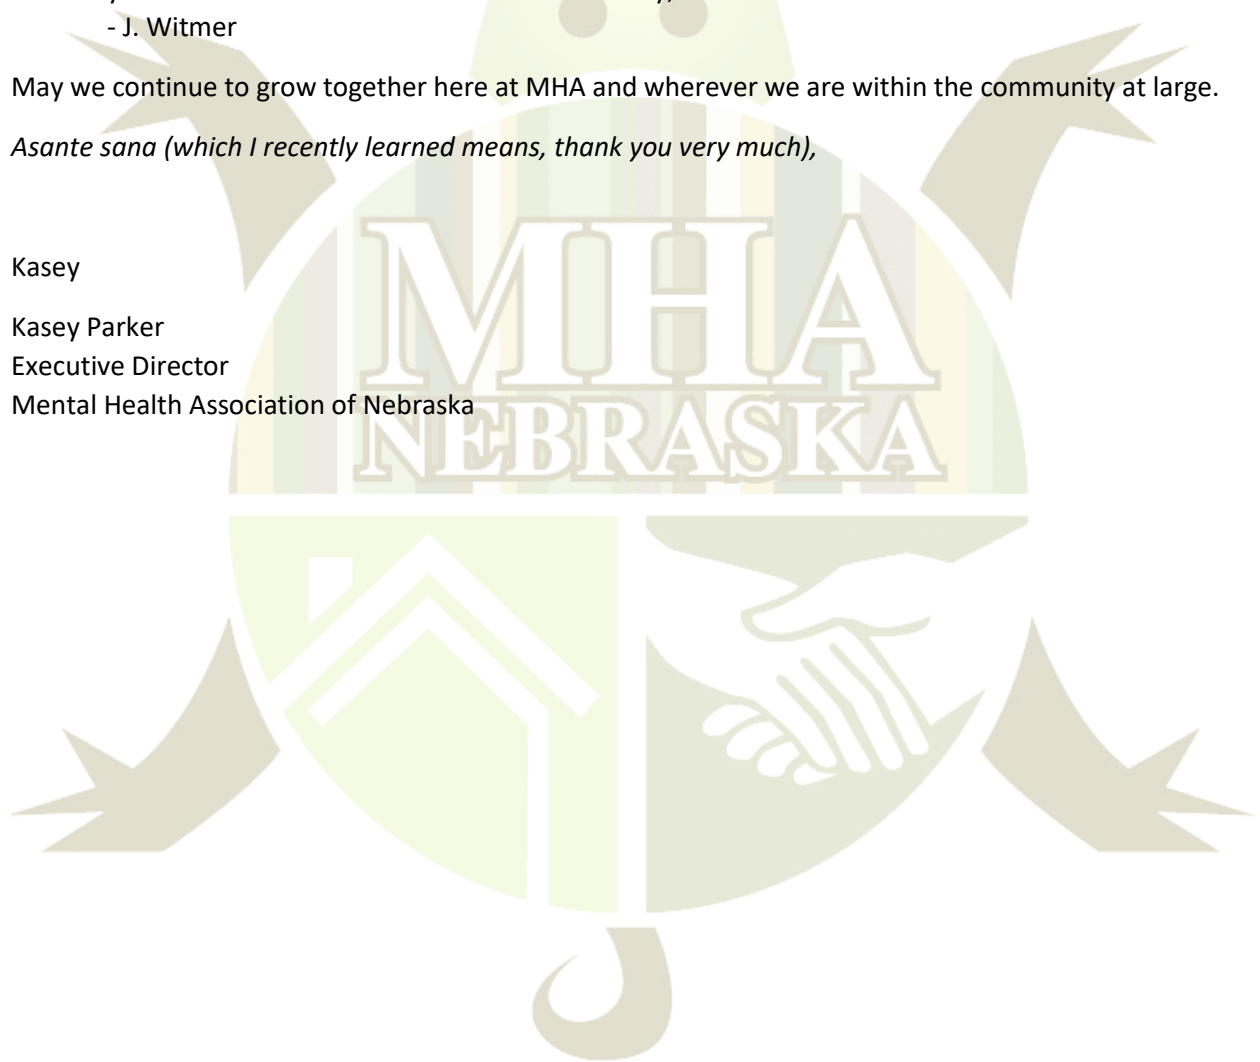 - J. Witmer
May we continue to grow together here at MHA and wherever we are within the community at large.
Asante sana (which I recently learned means, thank you very much),
Kasey
Kasey Parker
Executive Director
Mental Health Association of Nebraska
MHA
NEBRASKA